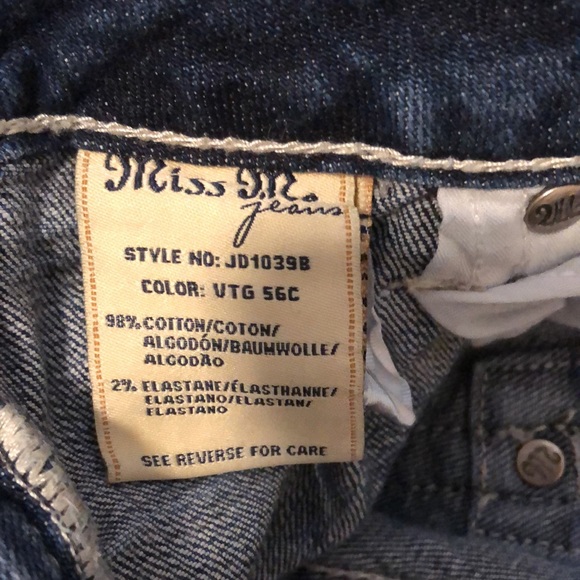 Miss M.
jeans
STYLE NO: JD1039B
COLOR: VTG 56C
98% COTTON/COTON/
ALGODÓN/BAUMWOLLE/
ALGODÃO
2% ELASTANE/ÉLASTHANNE/
ELASTANO/ELASTAN/
ELASTANO
SEE REVERSE FOR CARE